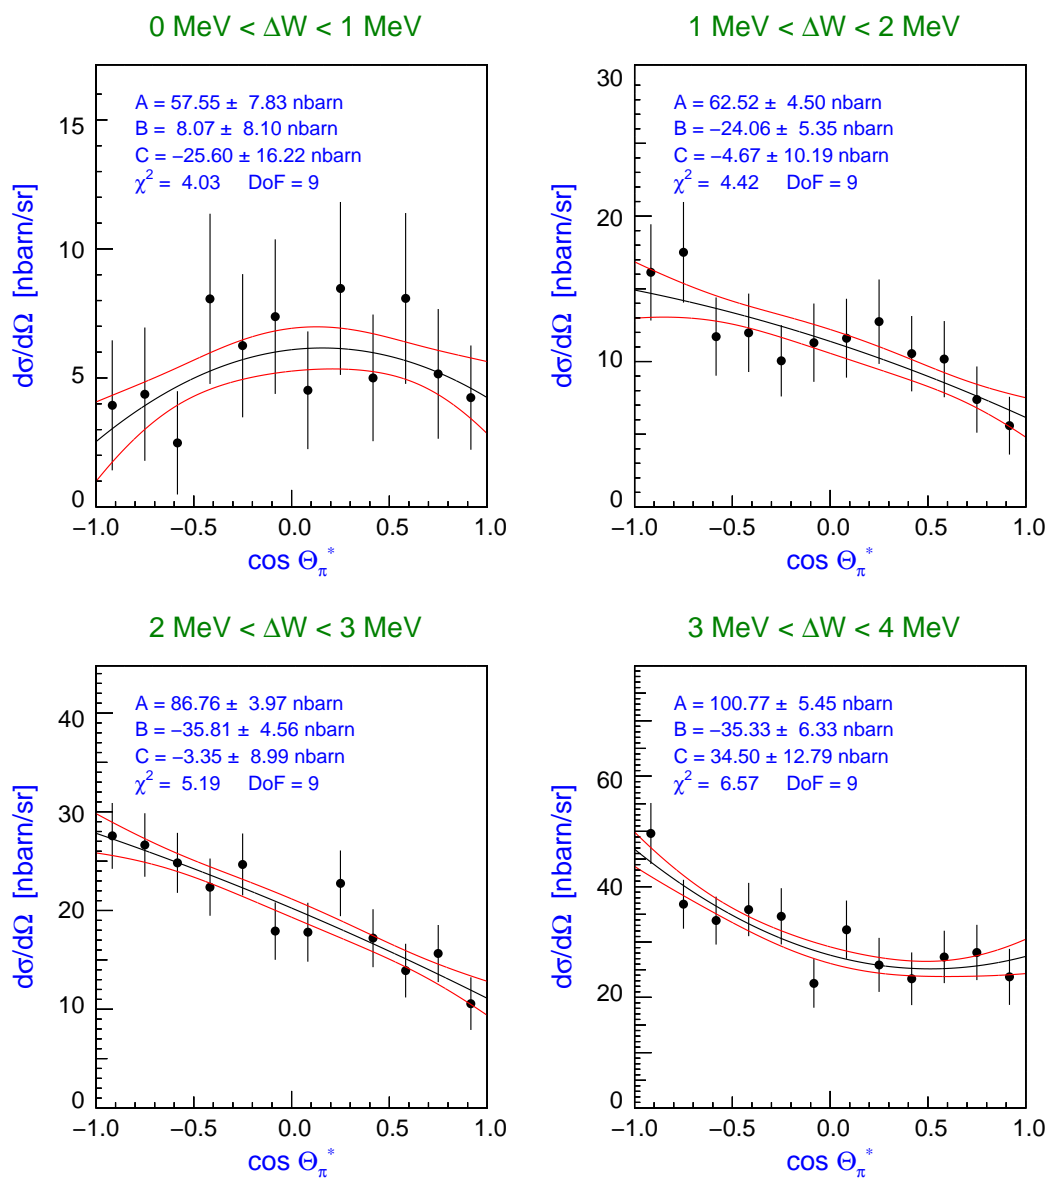 0 MeV < ΔW < 1 MeV
A = 57.55 ± 7.83 nbarn
B = 8.07 ± 8.10 nbarn
C = −25.60 ± 16.22 nbarn
χ² = 4.03 DoF = 9
dσ/dΩ [nbarn/sr]
15
10
5
0
−1.0 −0.5 0.0 0.5 1.0
cos Θπ*
1 MeV < ΔW < 2 MeV
A = 62.52 ± 4.50 nbarn
B = −24.06 ± 5.35 nbarn
C = −4.67 ± 10.19 nbarn
χ² = 4.42 DoF = 9
dσ/dΩ [nbarn/sr]
30
20
10
0
−1.0 −0.5 0.0 0.5 1.0
cos Θπ*
2 MeV < ΔW < 3 MeV
A = 86.76 ± 3.97 nbarn
B = −35.81 ± 4.56 nbarn
C = −3.35 ± 8.99 nbarn
χ² = 5.19 DoF = 9
dσ/dΩ [nbarn/sr]
40
30
20
10
0
−1.0 −0.5 0.0 0.5 1.0
cos Θπ*
3 MeV < ΔW < 4 MeV
A = 100.77 ± 5.45 nbarn
B = −35.33 ± 6.33 nbarn
C = 34.50 ± 12.79 nbarn
χ² = 6.57 DoF = 9
dσ/dΩ [nbarn/sr]
60
40
20
0
−1.0 −0.5 0.0 0.5 1.0
cos Θπ*